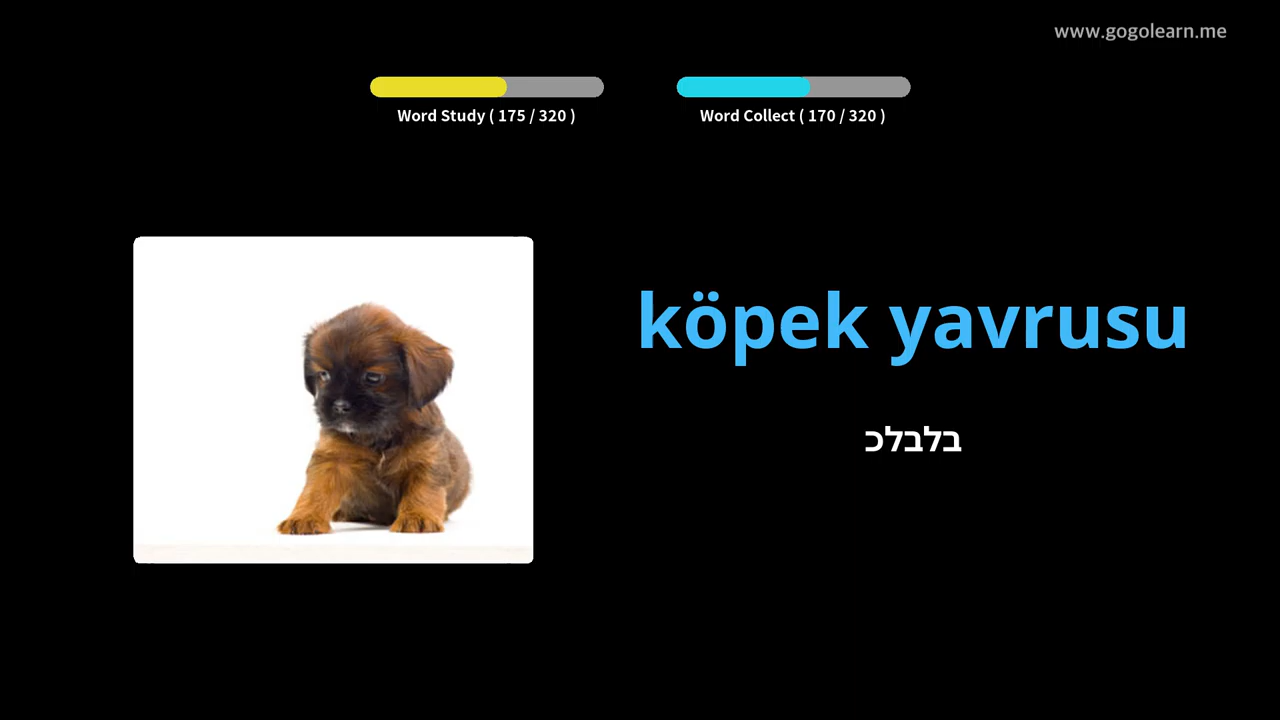 www.gogolearn.me
Word Study ( 175 / 320 )
Word Collect ( 170 / 320 )
köpek yavrusu
בלבלכ